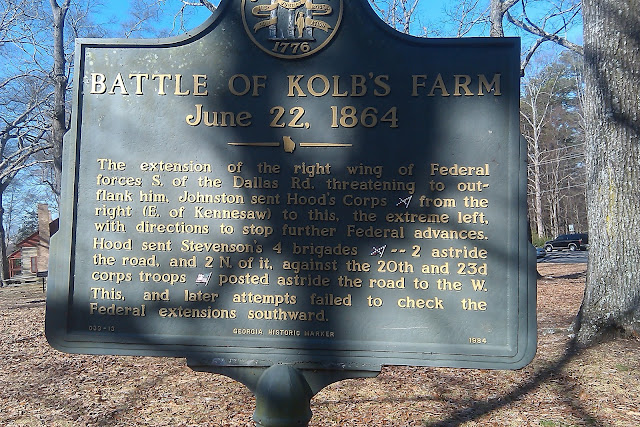 1776
BATTLE OF KOLB'S FARM
June 22, 1864
The extension of the right wing of Federal
forces S. of the Dallas Rd. threatening to out-
flank him, Johnston sent Hood's Corps from the
right (E. of Kennesaw) to this, the extreme left,
with directions to stop further Federal advances.
Hood sent Stevenson's 4 brigades -- 2 astride
the road, and 2 N. of it, against the 20th and 23d
corps troops posted astride the road to the W.
This, and later attempts failed to check the
Federal extensions southward.
033-13 GEORGIA HISTORIC MARKER 1984